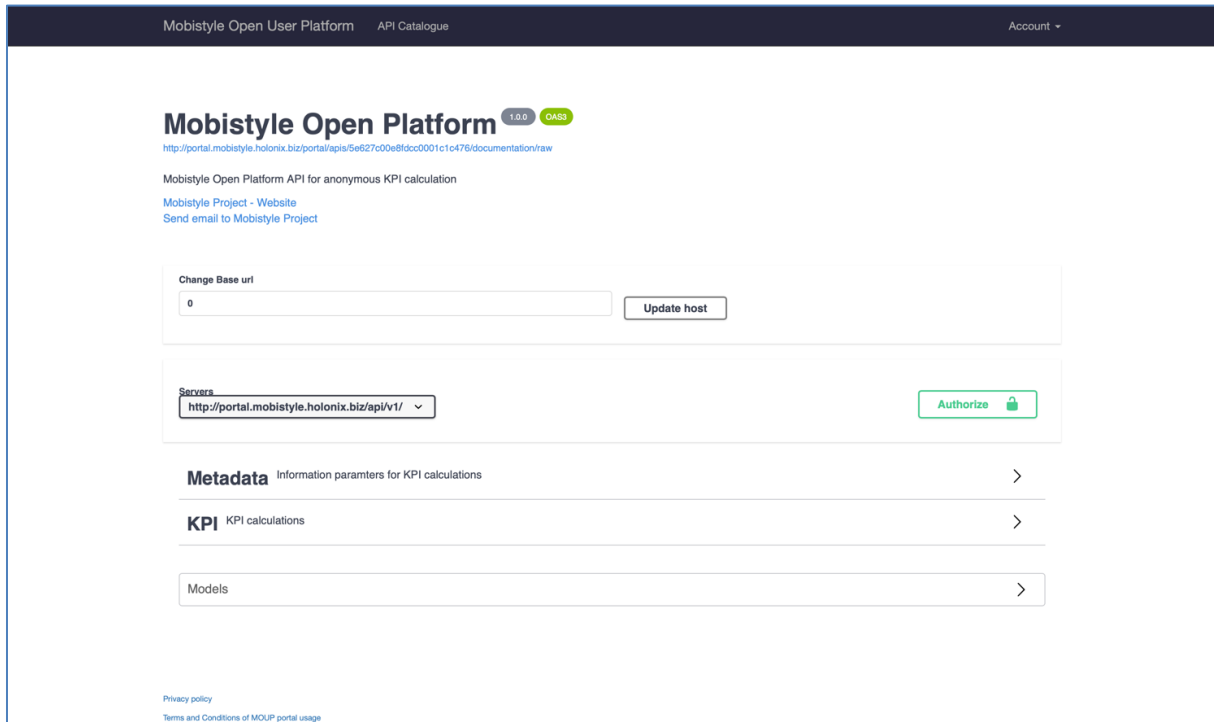 Mobistyle Open User Platform API Catalogue Account
Mobistyle Open Platform 1.0.0 OAS3
http://portal.mobistyle.holonix.biz/portal/apis/5e627c00e8fdcc0001c1c476/documentation/raw
Mobistyle Open Platform API for anonymous KPI calculation
Mobistyle Project - Website
Send email to Mobistyle Project
Change Base url
0
Update host
Servers
http://portal.mobistyle.holonix.biz/api/v1/
Authorize
Metadata Information paramters for KPI calculations
KPI KPI calculations
Models
Privacy policy
Terms and Conditions of MOUP portal usage